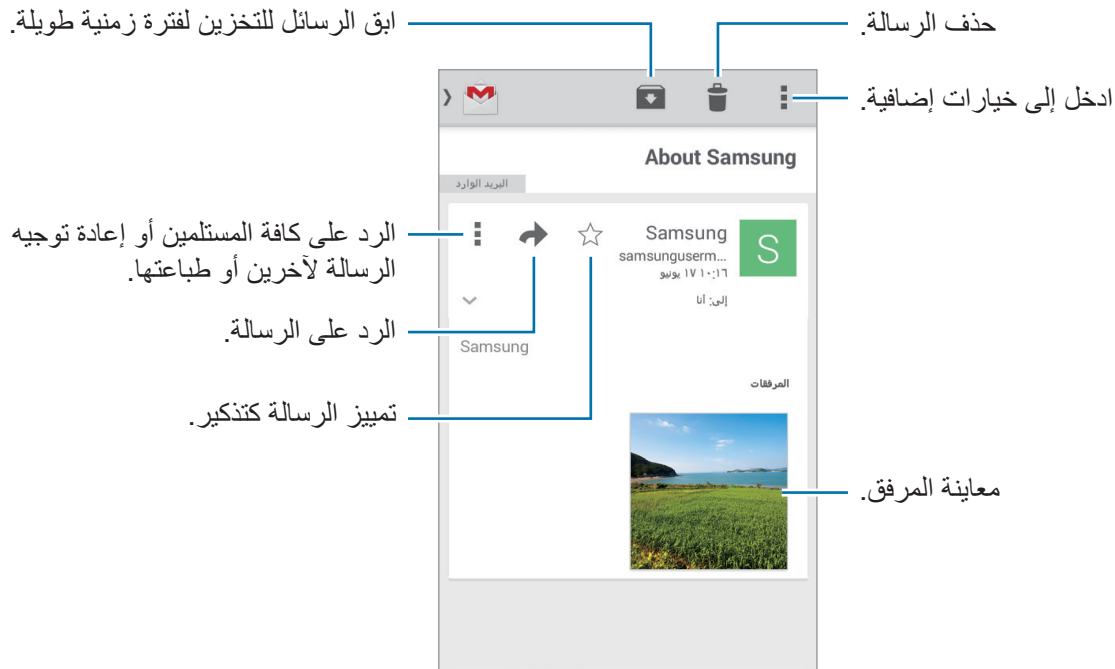 حذف الرسالة.
ابق الرسائل للتخزين لفترة زمنية طويلة.
ادخل إلى خيارات إضافية.
About Samsung
البريد الوارد
الرد على كافة المستلمين أو إعادة توجيه
الرسالة لآخرين أو طباعتها.
Samsung
S
samsunguserm...
١٠:١٦ ١٧ يونيو
إلى: أنا
الرد على الرسالة.
Samsung
المرفقات
تمييز الرسالة كتذكير.
معاينة المرفق.